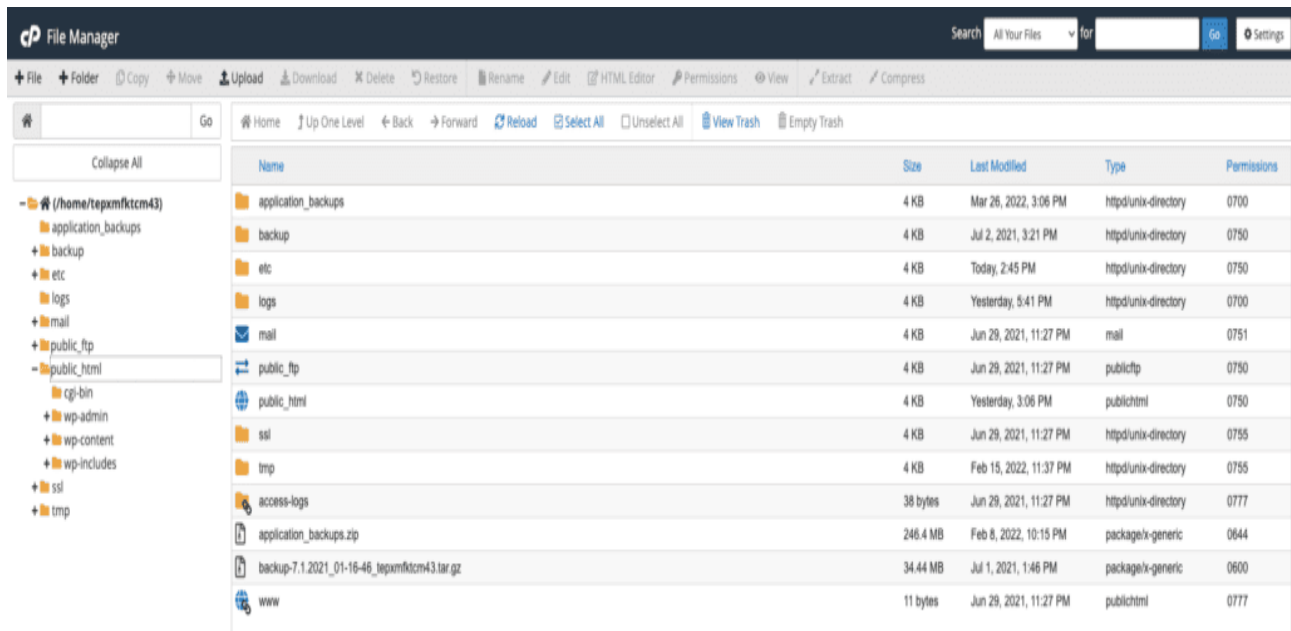 cP File Manager
Search All Your Files for Go Settings
File Folder Copy Move Upload Download Delete Restore Rename Edit HTML Editor Permissions View Extract Compress
Go Home Up One Level Back Forward Reload Select All Unselect All View Trash Empty Trash
Collapse All
Name Size Last Modified Type Permissions
(/home/tepxmfktcm43)
application_backups
backup
etc
logs
mail
public_ftp
public_html
cgi-bin
wp-admin
wp-content
wp-includes
ssl
tmp
application_backups 4 KB Mar 26, 2022, 3:06 PM httpd/unix-directory 0700
backup 4 KB Jul 2, 2021, 3:21 PM httpd/unix-directory 0750
etc 4 KB Today, 2:45 PM httpd/unix-directory 0750
logs 4 KB Yesterday, 5:41 PM httpd/unix-directory 0700
mail 4 KB Jun 29, 2021, 11:27 PM mail 0751
public_ftp 4 KB Jun 29, 2021, 11:27 PM publicftp 0750
public_html 4 KB Yesterday, 3:06 PM publichtml 0750
ssl 4 KB Jun 29, 2021, 11:27 PM httpd/unix-directory 0755
tmp 4 KB Feb 15, 2022, 11:37 PM httpd/unix-directory 0755
access-logs 38 bytes Jun 29, 2021, 11:27 PM httpd/unix-directory 0777
application_backups.zip 246.4 MB Feb 8, 2022, 10:15 PM package/x-generic 0644
backup-7.1.2021_01-16-46_tepxmfktcm43.tar.gz 34.44 MB Jul 1, 2021, 1:46 PM package/x-generic 0600
www 11 bytes Jun 29, 2021, 11:27 PM publichtml 0777